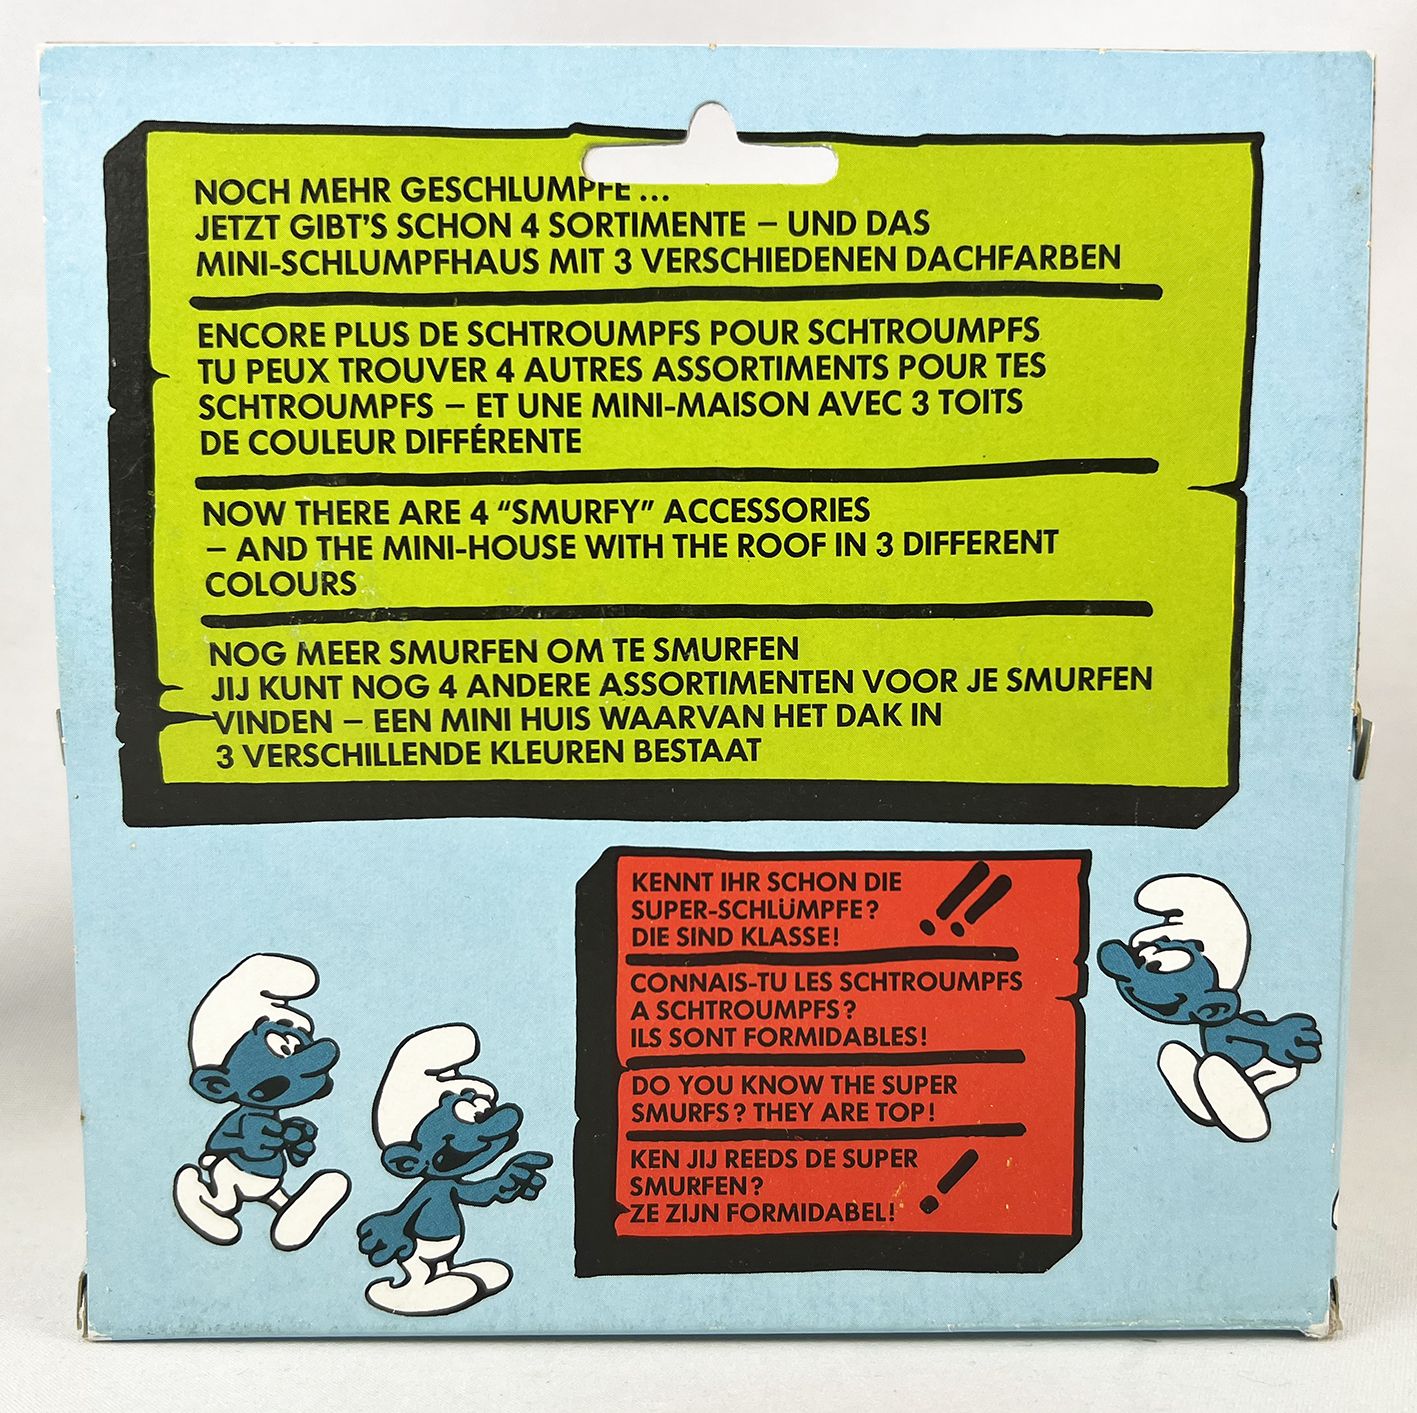 NOCH MEHR GESCHLUMPFE ...
JETZT GIBT'S SCHON 4 SORTIMENTE – UND DAS
MINI-SCHLUMPFHAUS MIT 3 VERSCHIEDENEN DACHFARBEN
ENCORE PLUS DE SCHTROUMPFS POUR SCHTROUMPFS
TU PEUX TROUVER 4 AUTRES ASSORTIMENTS POUR TES
SCHTROUMPFS – ET UNE MINI-MAISON AVEC 3 TOITS
DE COULEUR DIFFÉRENTE
NOW THERE ARE 4 “SMURFY” ACCESSORIES
– AND THE MINI-HOUSE WITH THE ROOF IN 3 DIFFERENT
COLOURS
NOG MEER SMURFEN OM TE SMURFEN
JIJ KUNT NOG 4 ANDERE ASSORTIMENTEN VOOR JE SMURFEN
VINDEN – EEN MINI HUIS WAARVAN HET DAK IN
3 VERSCHILLENDE KLEUREN BESTAAT
KENNT IHR SCHON DIE
SUPER-SCHLÜMPFE?
DIE SIND KLASSE!
!!
CONNAIS-TU LES SCHTROUMPFS
A SCHTROUMPFS?
ILS SONT FORMIDABLES!
DO YOU KNOW THE SUPER
SMURFS? THEY ARE TOP!
KEN JIJ REEDS DE SUPER
SMURFEN?
ZE ZIJN FORMIDABEL!
!